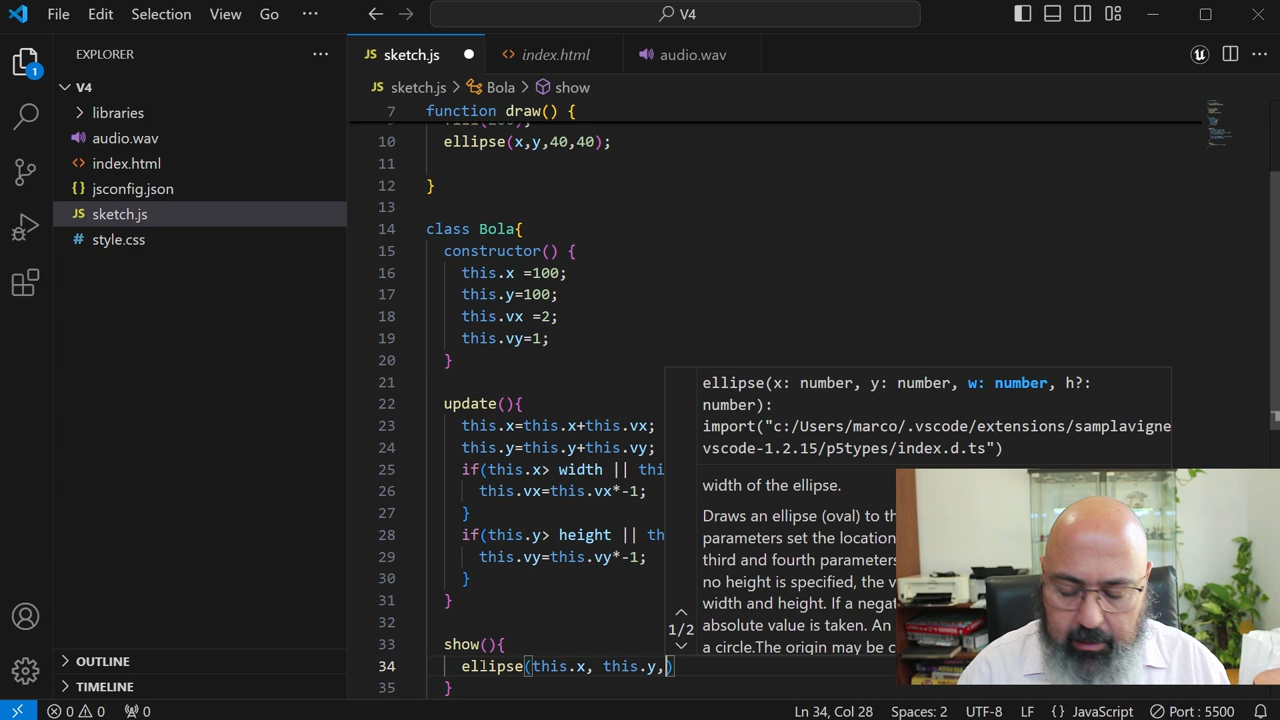 File Edit Selection View Go ··· V4
EXPLORER ···
JS sketch.js
<> index.html
audio.wav
1
V4
JS sketch.js > Bola > show
libraries
audio.wav
<> index.html
{} jsconfig.json
JS sketch.js
# style.css
7 function draw() {
10 ellipse(x,y,40,40);
11
12 }
13
14 class Bola{
15 constructor() {
16 this.x =100;
17 this.y=100;
18 this.vx =2;
19 this.vy=1;
20 }
21
22 update(){
23 this.x=this.x+this.vx;
24 this.y=this.y+this.vy;
25 if(this.x> width || thi
26 this.vx=this.vx*-1;
27 }
28 if(this.y> height || th
29 this.vy=this.vy*-1;
30 }
31 }
32
33 show(){
34 ellipse(this.x, this.y,)
35 }
ellipse(x: number, y: number, w: number, h?:
number):
import("c:/Users/marco/.vscode/extensions/samplavigne
vscode-1.2.15/p5types/index.d.ts")
width of the ellipse.
Draws an ellipse (oval) to th
parameters set the location
third and fourth parameters
no height is specified, the v
width and height. If a negat
absolute value is taken. An
a circle.The origin may be c
1/2
OUTLINE
TIMELINE
0 0 0
Ln 34, Col 28 Spaces: 2 UTF-8 LF {} JavaScript Port : 5500